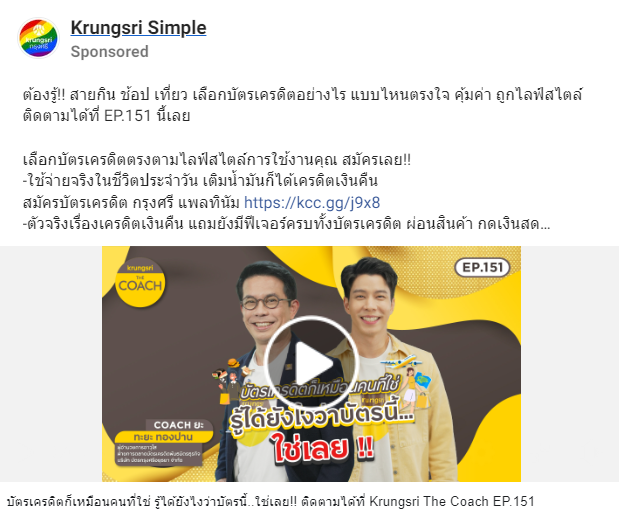 krungsri
กรุงศรี
Krungsri Simple
Sponsored
ต้องรู้!! สายกิน ช้อป เที่ยว เลือกบัตรเครดิตอย่างไร แบบไหนตรงใจ คุ้มค่า ถูกไลฟ์สไตล์
ติดตามได้ที่ EP.151 นี้เลย
เลือกบัตรเครดิตตรงตามไลฟ์สไตล์การใช้งานคุณ สมัครเลย!!
-ใช้จ่ายจริงในชีวิตประจำวัน เติมน้ำมันก็ได้เครดิตเงินคืน
สมัครบัตรเครดิต กรุงศรี แพลทินัม https://kcc.gg/j9x8
-ตัวจริงเรื่องเครดิตเงินคืน แถมยังมีฟีเจอร์ครบทั้งบัตรเครดิต ผ่อนสินค้า กดเงินสด...
krungsri
THE
COACH
EP.151
บัตรเครดิตก็เหมือนคนที่ใช่
รู้ได้ยังไงว่าบัตรนี้...
ใช่เลย !!
COACH ยะ
ทะยะ ทองปาน
บัตรเครดิตก็เหมือนคนที่ใช่ รู้ได้ยังไงว่าบัตรนี้..ใช่เลย!! ติดตามได้ที่ Krungsri The Coach EP.151